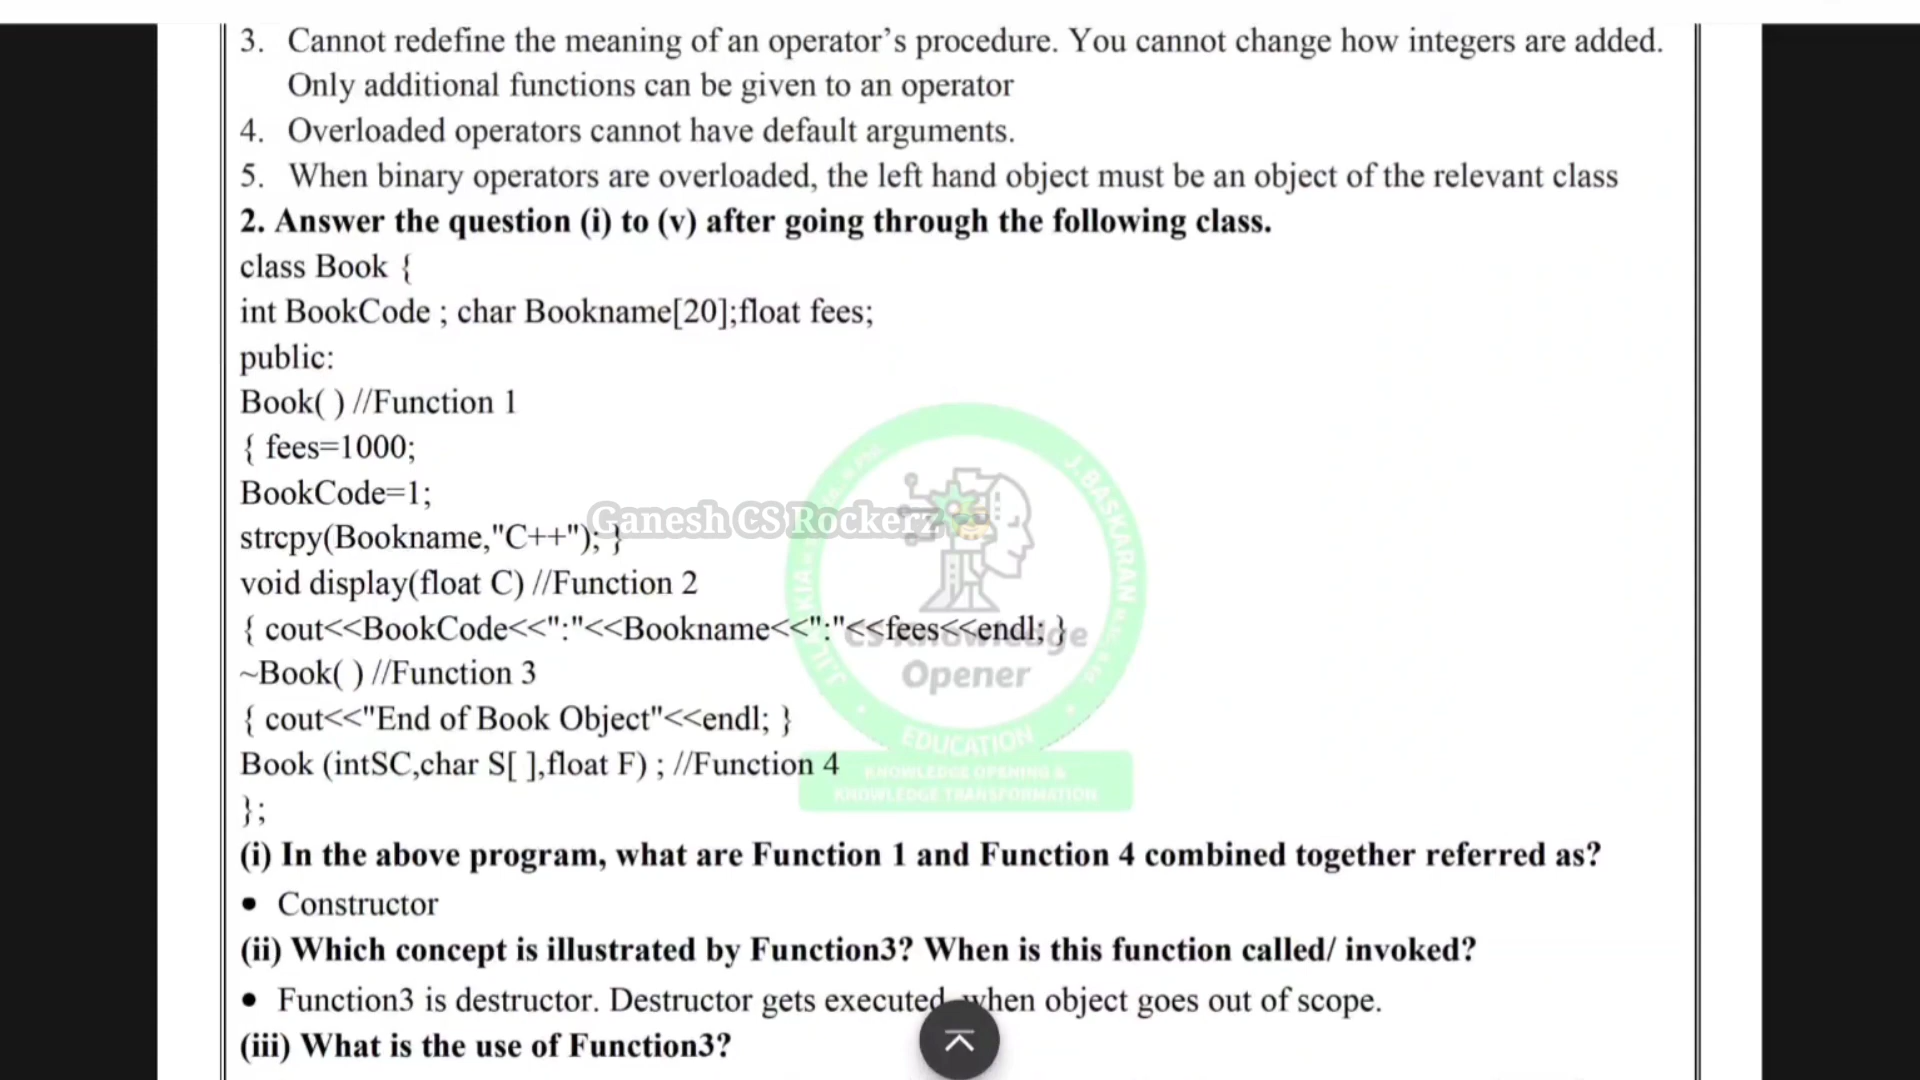 3. Cannot redefine the meaning of an operator’s procedure. You cannot change how integers are added.
Only additional functions can be given to an operator
4. Overloaded operators cannot have default arguments.
5. When binary operators are overloaded, the left hand object must be an object of the relevant class
2. Answer the question (i) to (v) after going through the following class.
class Book {
int BookCode ; char Bookname[20];float fees;
public:
Book( ) //Function 1
{ fees=1000;
BookCode=1;
Ganesh CS Rockerz
strcpy(Bookname,"C++"); }
void display(float C) //Function 2
{ cout<<BookCode<<":"<<Bookname<<":"<<fees<<endl; }
CS Knowledge
Opener
~Book( ) //Function 3
{ cout<<"End of Book Object"<<endl; }
J. BASKARAN
EDUCATION
Book (intSC,char S[ ],float F) ; //Function 4
KNOWLEDGE OPENING &
KNOWLEDGE TRANSFORMATION
};
(i) In the above program, what are Function 1 and Function 4 combined together referred as?
• Constructor
(ii) Which concept is illustrated by Function3? When is this function called/ invoked?
• Function3 is destructor. Destructor gets executed when object goes out of scope.
(iii) What is the use of Function3?